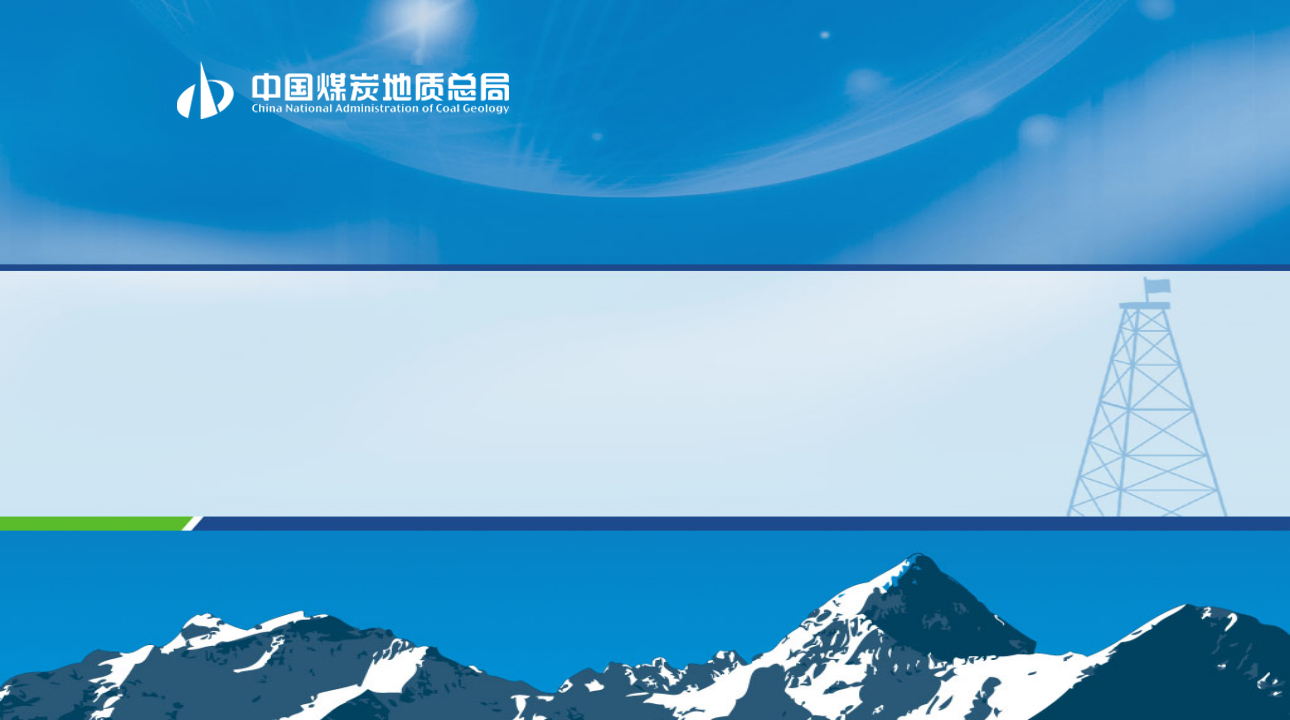 中国煤炭地质总局
China National Administration of Coal Geology